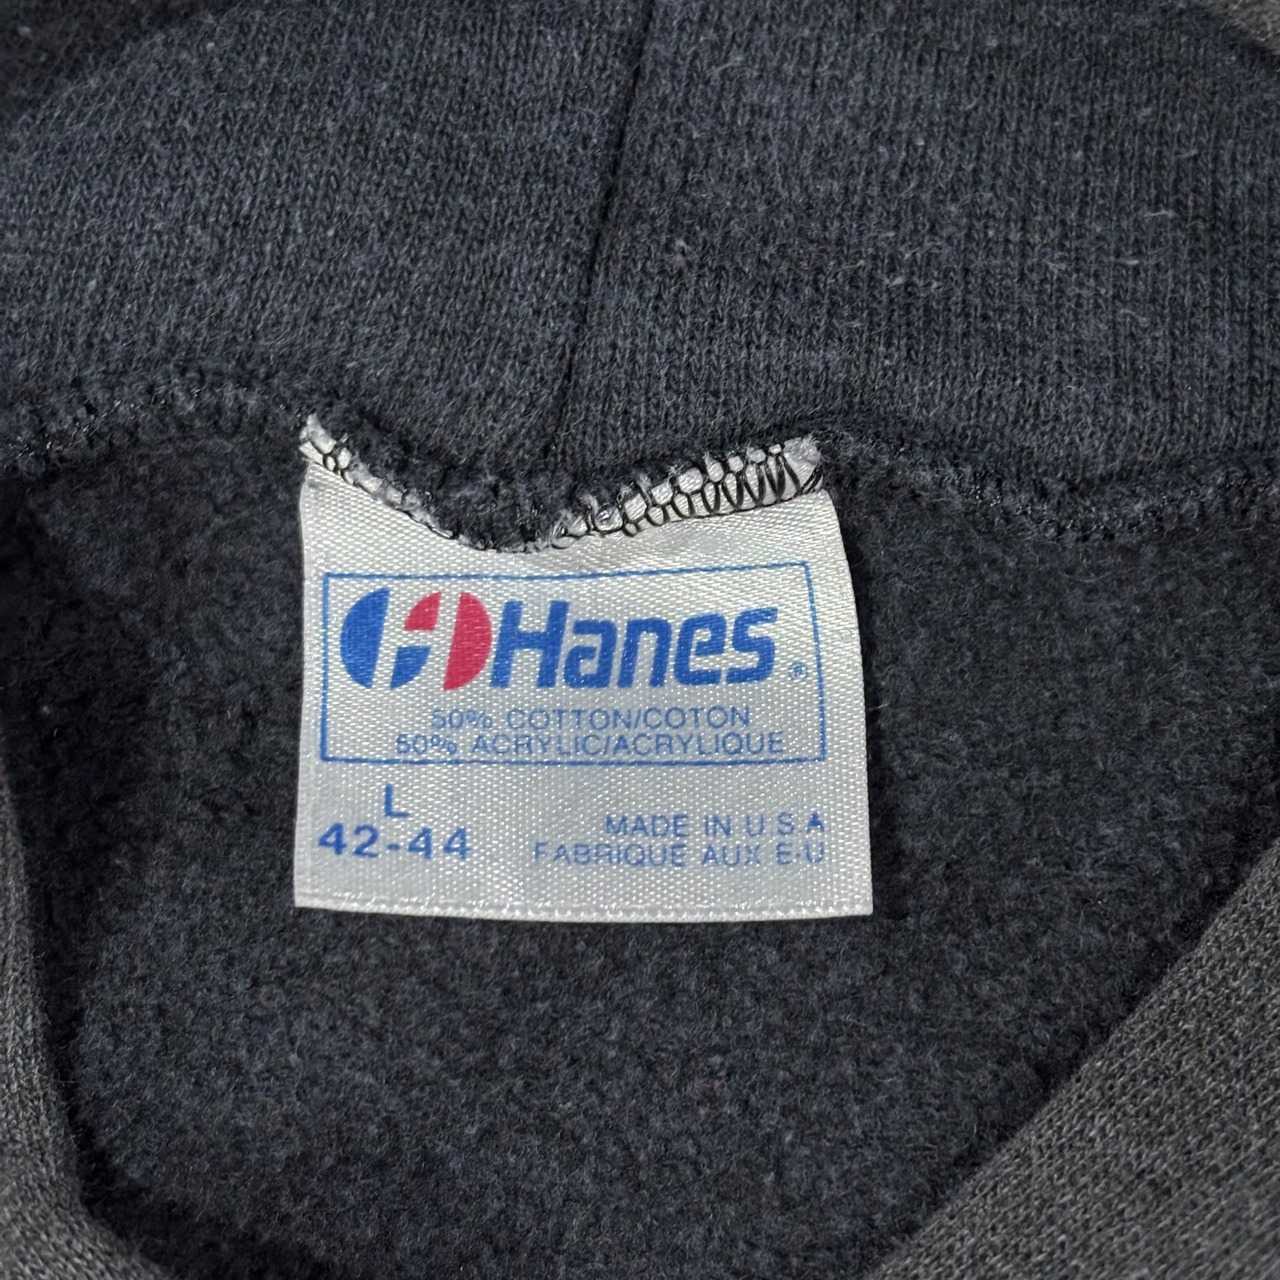 Hanes®
50% COTTON/COTON
50% ACRYLIC/ACRYLIQUE
L
42-44
MADE IN U.S.A
FABRIQUE AUX E-U